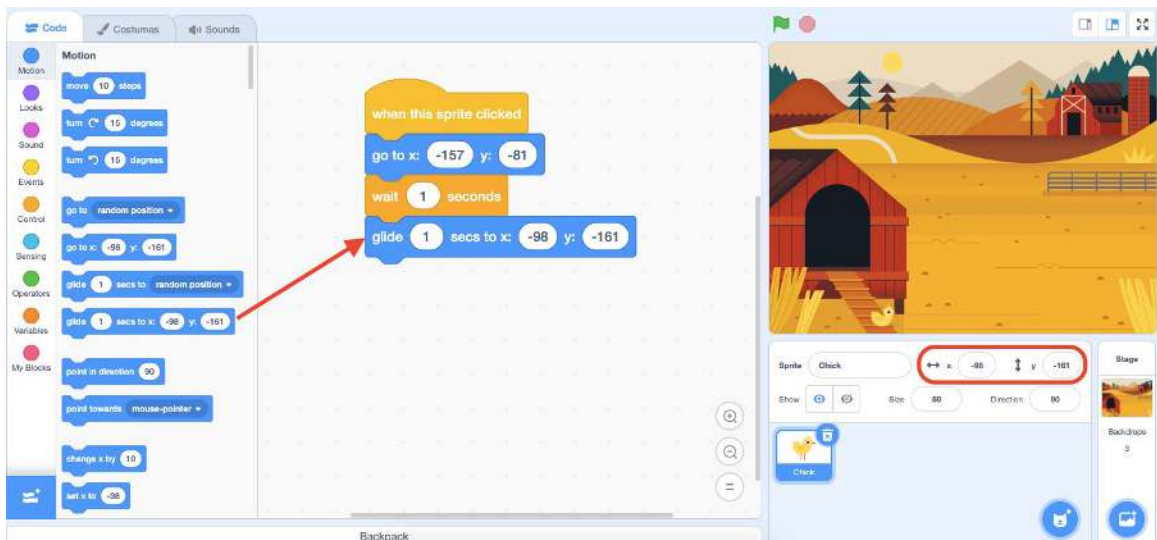 Code
Costumes
Sounds
Motion
Looks
Sound
Events
Control
Sensing
Operators
Variables
My Blocks
Motion
move 10 steps
turn 15 degrees
turn 15 degrees
go to random position
go to x: -98 y: -161
glide 1 secs to random position
glide 1 secs to x: -98 y: -161
point in direction 90
point towards mouse-pointer
change x by 10
set x to -98
when this sprite clicked
go to x: -157 y: -81
wait 1 seconds
glide 1 secs to x: -98 y: -161
Backpack
Sprite Chick x -98 y -161
Show Size 60 Direction 90
Chick
Stage
Backdrops
3